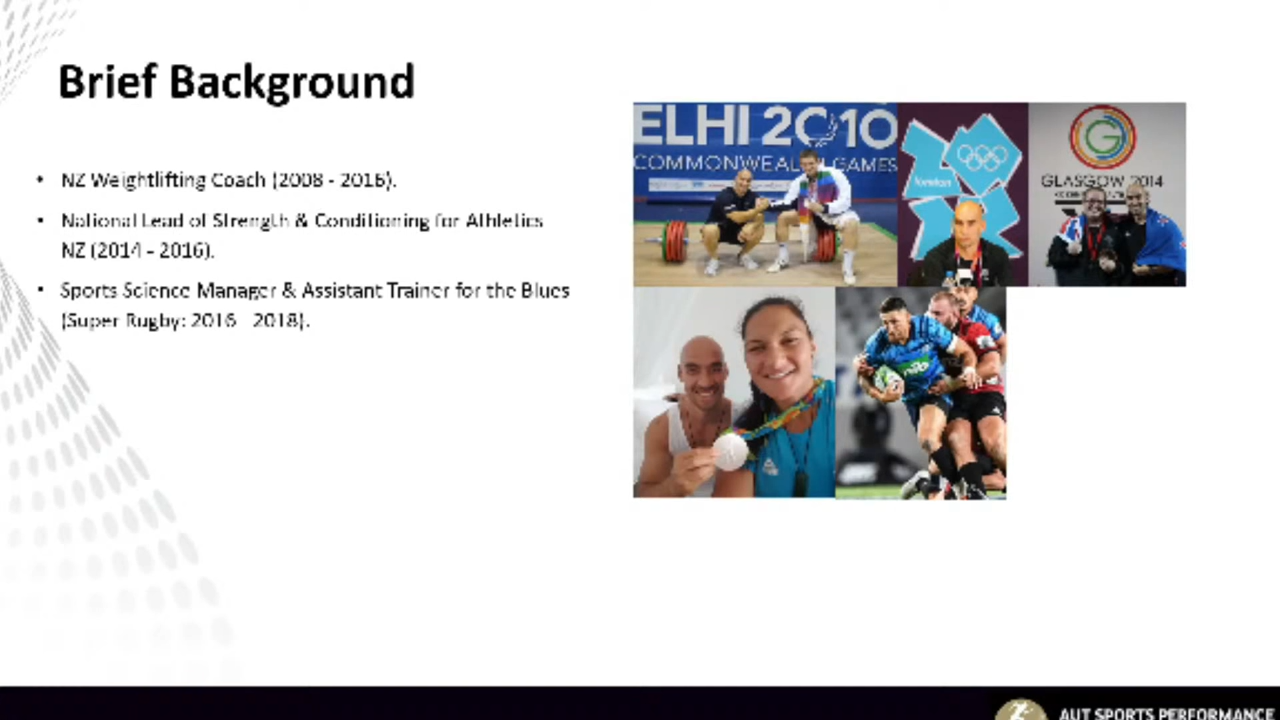 Brief Background
• NZ Weightlifting Coach (2008 - 2016).
• National Lead of Strength & Conditioning for Athletics
NZ (2014 - 2016).
• Sports Science Manager & Assistant Trainer for the Blues
(Super Rugby: 2016 - 2018).
ELHI 2010
COMMONWEALTH GAMES
london
GLASGOW 2014
AUT SPORTS PERFORMANCE